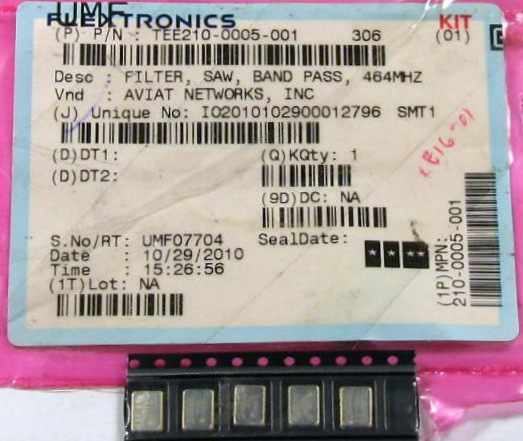 UMF
FLEXTRONICS
KIT
(P) P/N : TEE210-0005-001 306 (01)
Desc : FILTER, SAW, BAND PASS, 464MHZ
Vnd : AVIAT NETWORKS, INC
(J) Unique No: IO2010102900012796 SMT1
(D)DT1: (Q)KQty: 1
(D)DT2:
(9D)DC: NA
S.No/RT: UMF07704 SealDate:
Date : 10/29/2010 * * **
Time : 15:26:56
(1T)Lot: NA
(1P)MPN:
210-0005-001